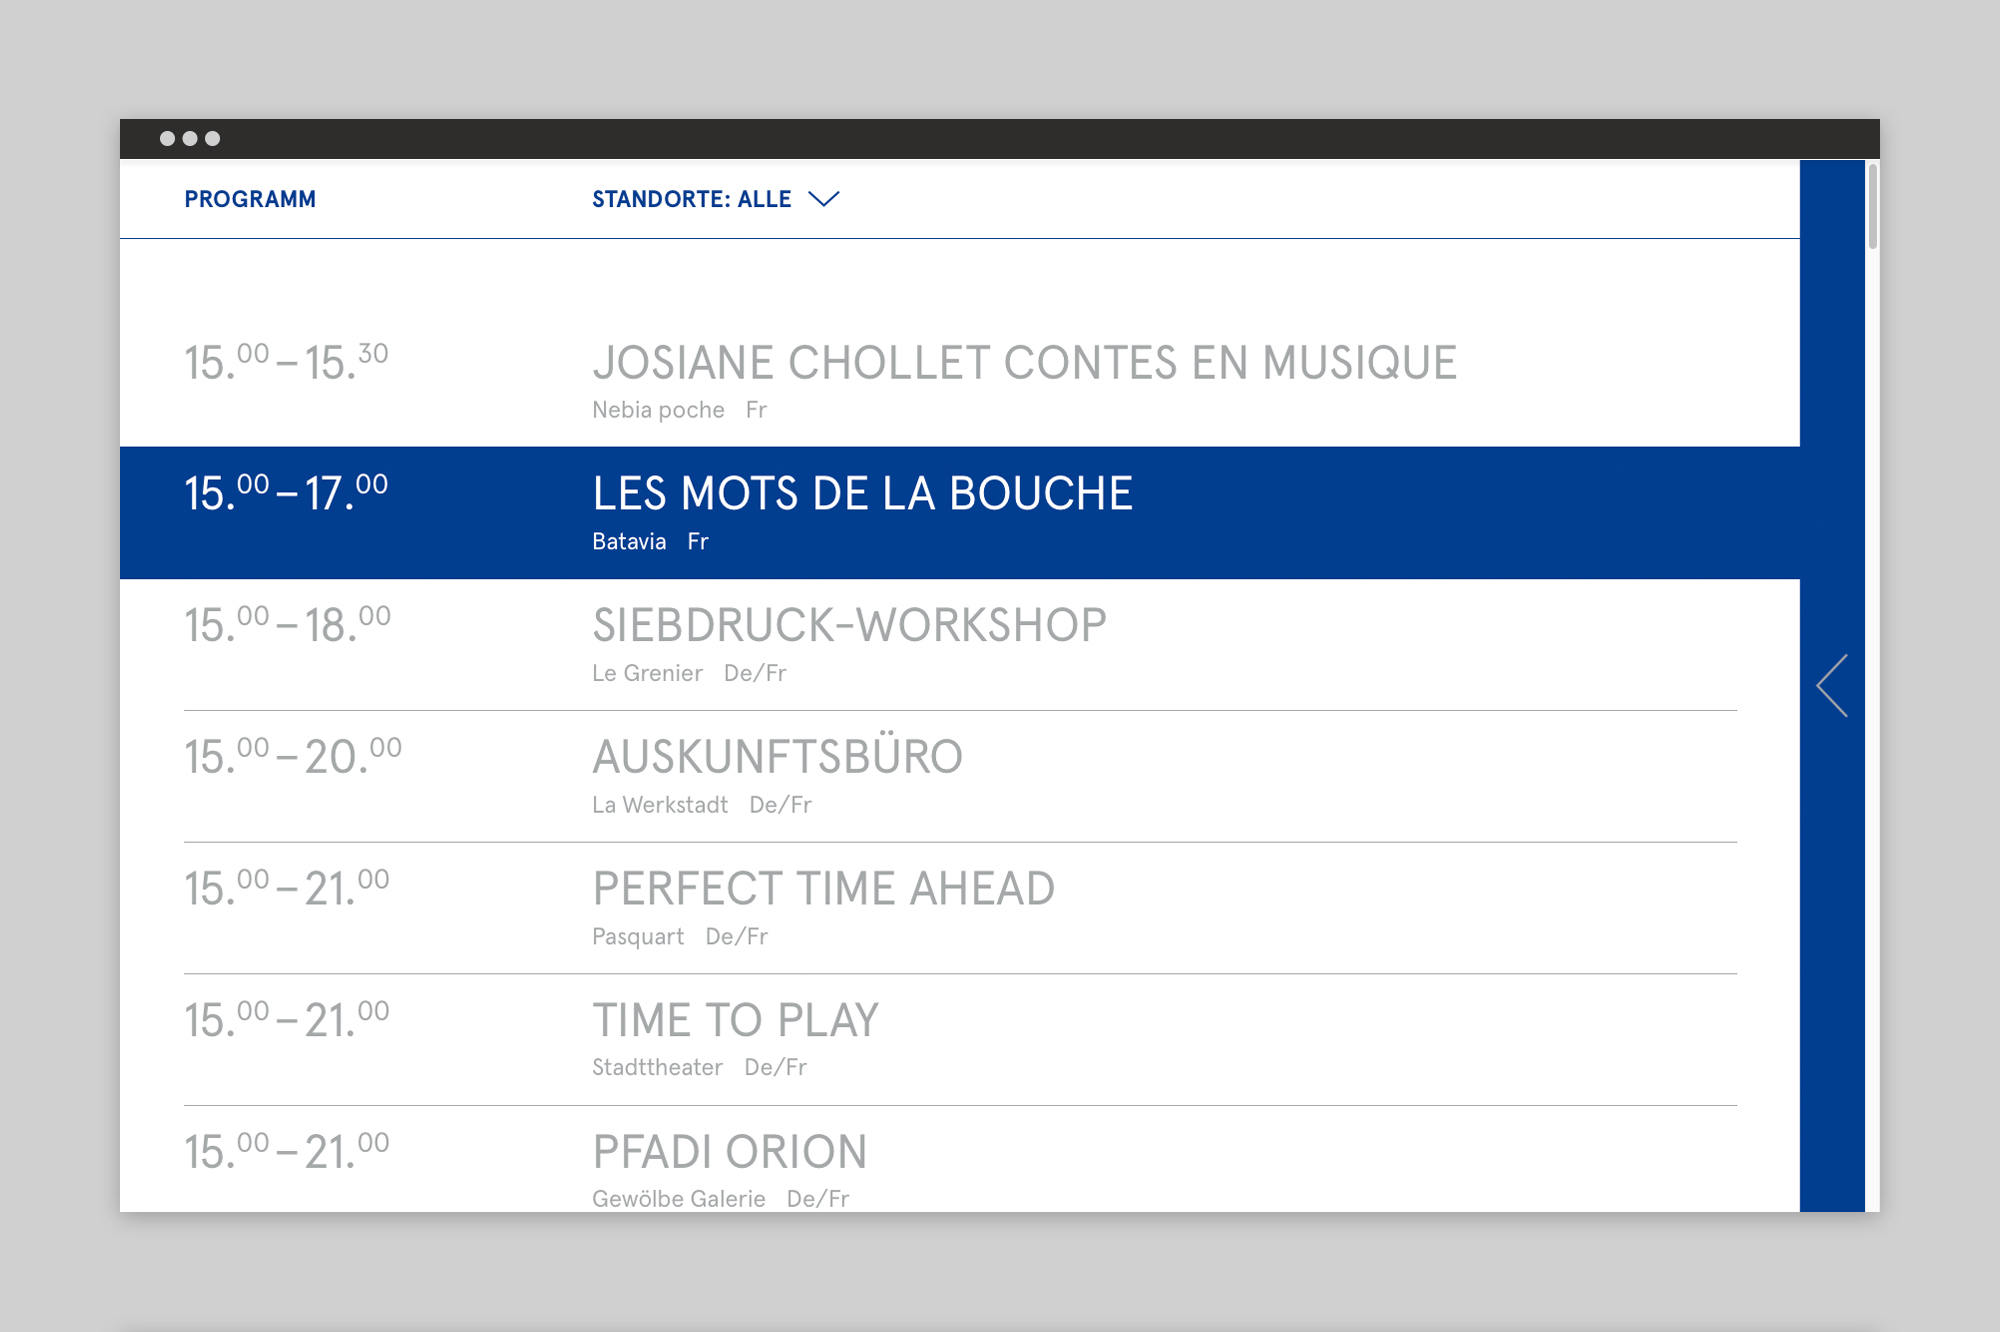 PROGRAMM STANDORTE: ALLE
15.00–15.30 JOSIANE CHOLLET CONTES EN MUSIQUE
Nebia poche Fr
15.00–17.00 LES MOTS DE LA BOUCHE
Batavia Fr
15.00–18.00 SIEBDRUCK-WORKSHOP
Le Grenier De/Fr
15.00–20.00 AUSKUNFTSBÜRO
La Werkstadt De/Fr
15.00–21.00 PERFECT TIME AHEAD
Pasquart De/Fr
15.00–21.00 TIME TO PLAY
Stadttheater De/Fr
15.00–21.00 PFADI ORION
Gewölbe Galerie De/Fr